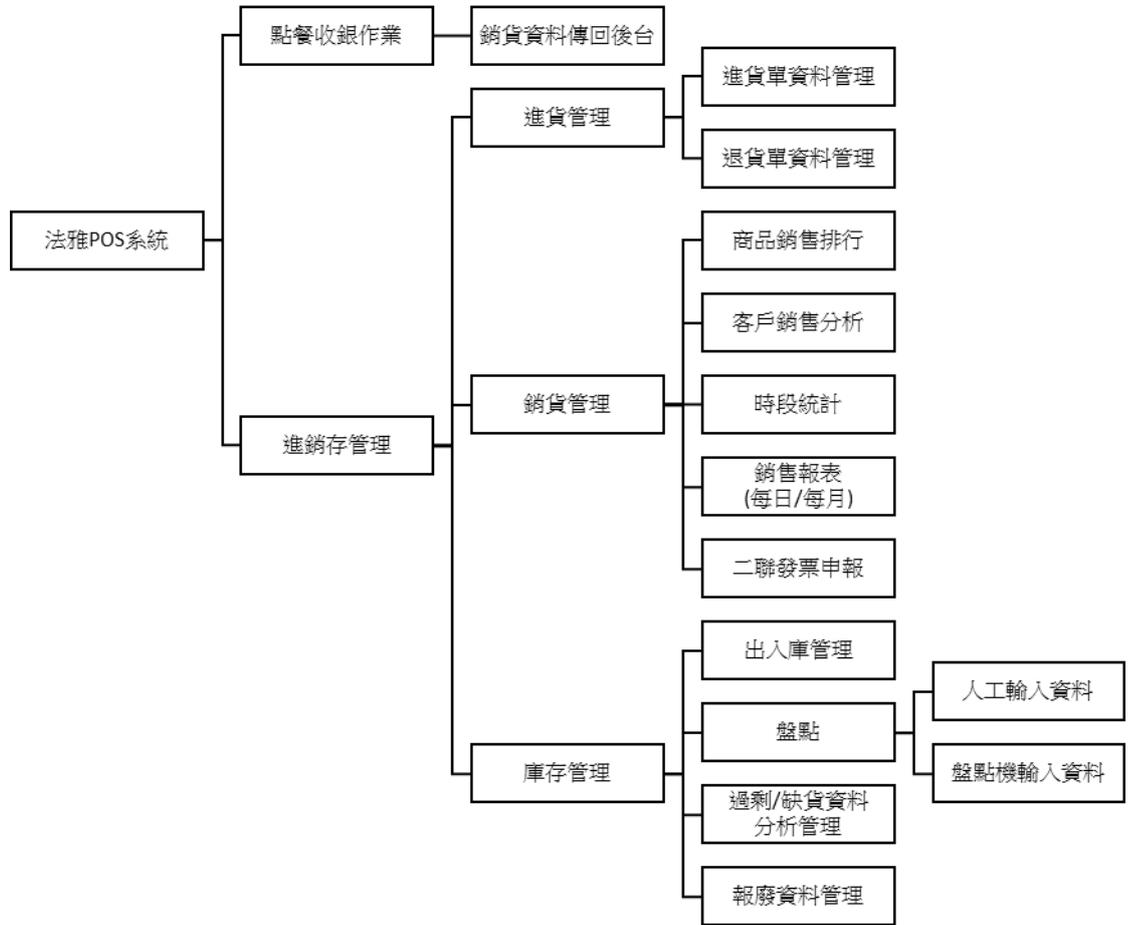 點餐收銀作業
銷貨資料傳回後台
進貨單資料管理
進貨管理
退貨單資料管理
法雅POS系統
商品銷售排行
客戶銷售分析
銷貨管理
時段統計
進銷存管理
銷售報表
(每日/每月)
二聯發票申報
出入庫管理
人工輸入資料
盤點
庫存管理
盤點機輸入資料
過剩/缺貨資料
分析管理
報廢資料管理